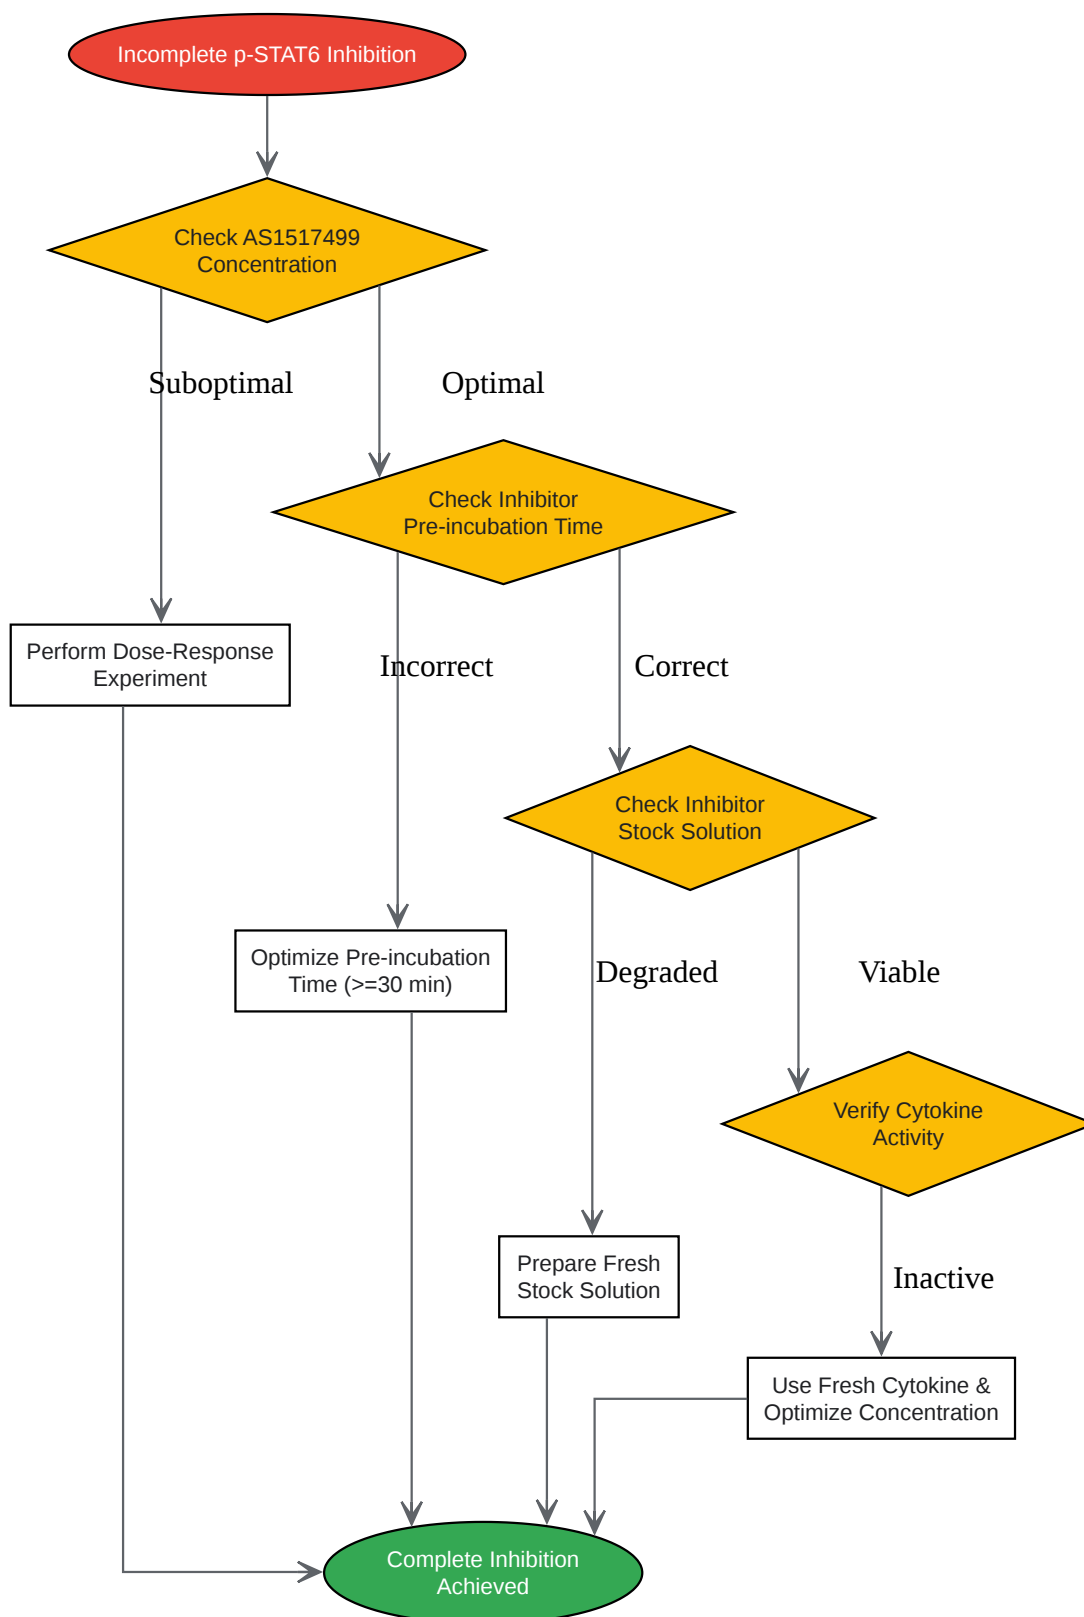 Incomplete p-STAT6 Inhibition
Check AS1517499
Concentration
Suboptimal
Optimal
Check Inhibitor
Pre-incubation Time
Perform Dose-Response
Experiment
Incorrect
Correct
Check Inhibitor
Stock Solution
Optimize Pre-incubation
Time (>=30 min)
Degraded
Viable
Verify Cytokine
Activity
Prepare Fresh
Stock Solution
Inactive
Use Fresh Cytokine &
Optimize Concentration
Complete Inhibition
Achieved